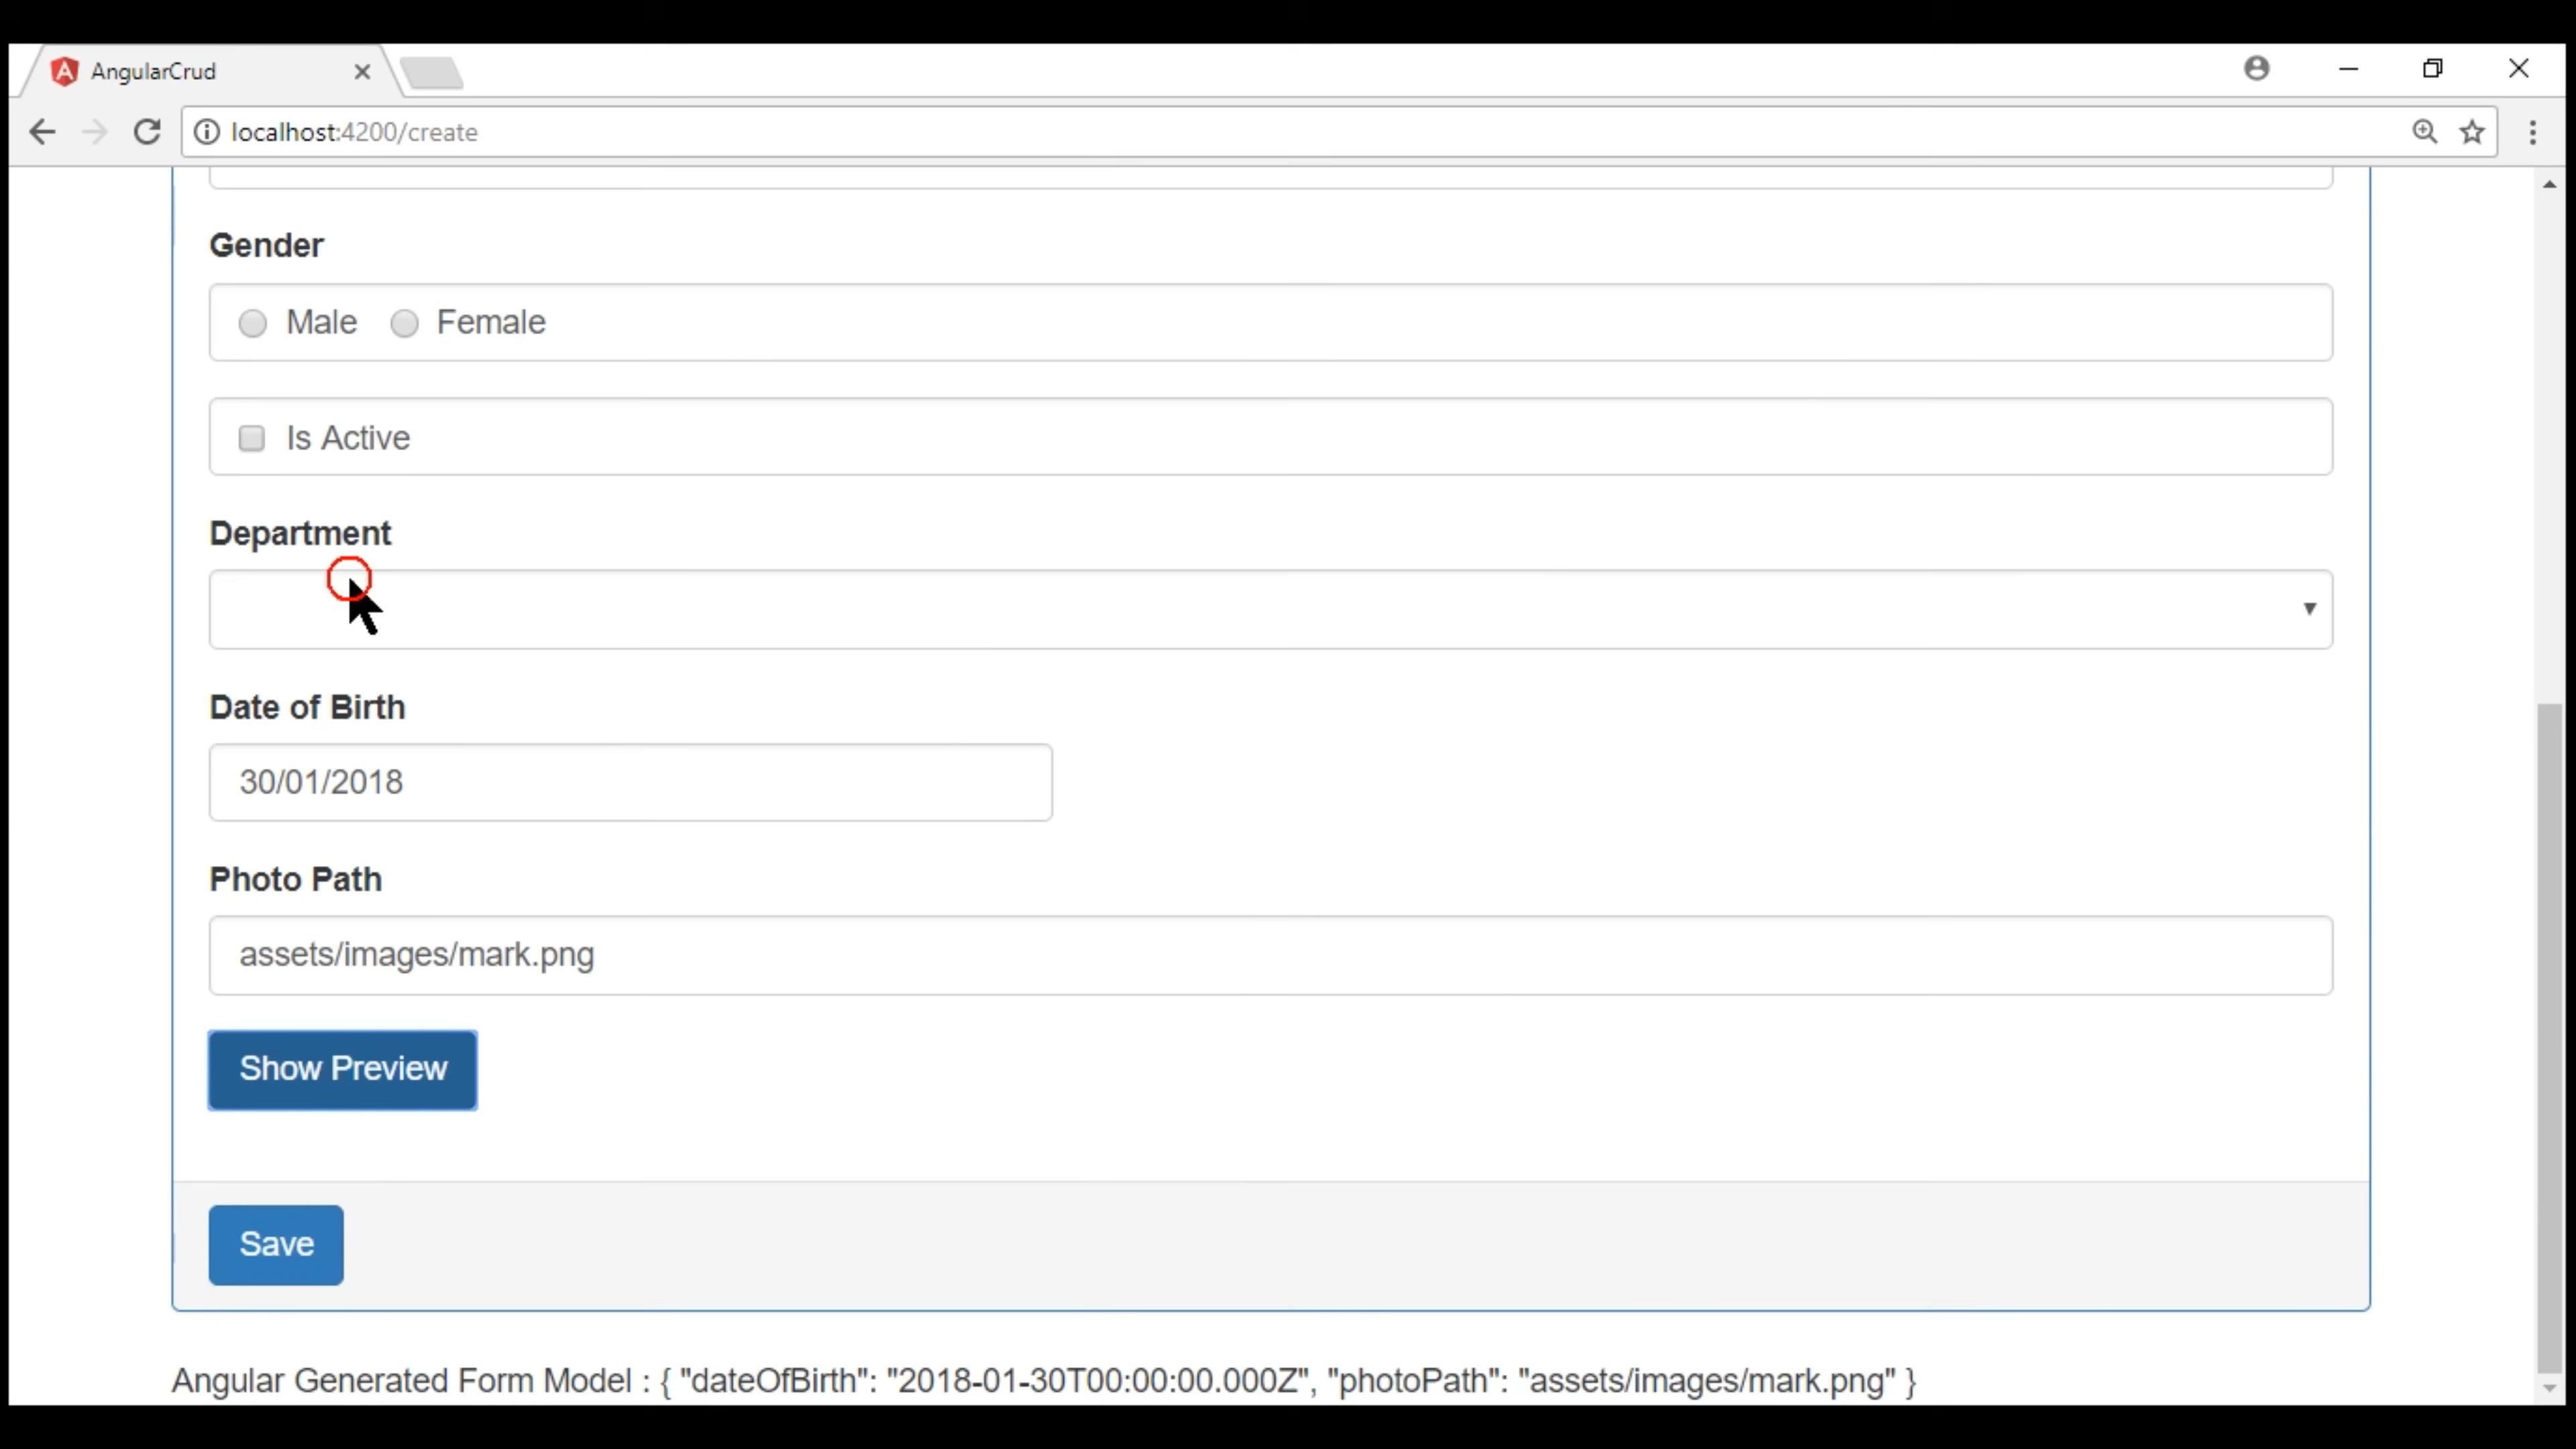 AngularCrud
localhost:4200/create
Gender
Male Female
Is Active
Department
Date of Birth
30/01/2018
Photo Path
assets/images/mark.png
Show Preview
Save
Angular Generated Form Model : { "dateOfBirth": "2018-01-30T00:00:00.000Z", "photoPath": "assets/images/mark.png" }